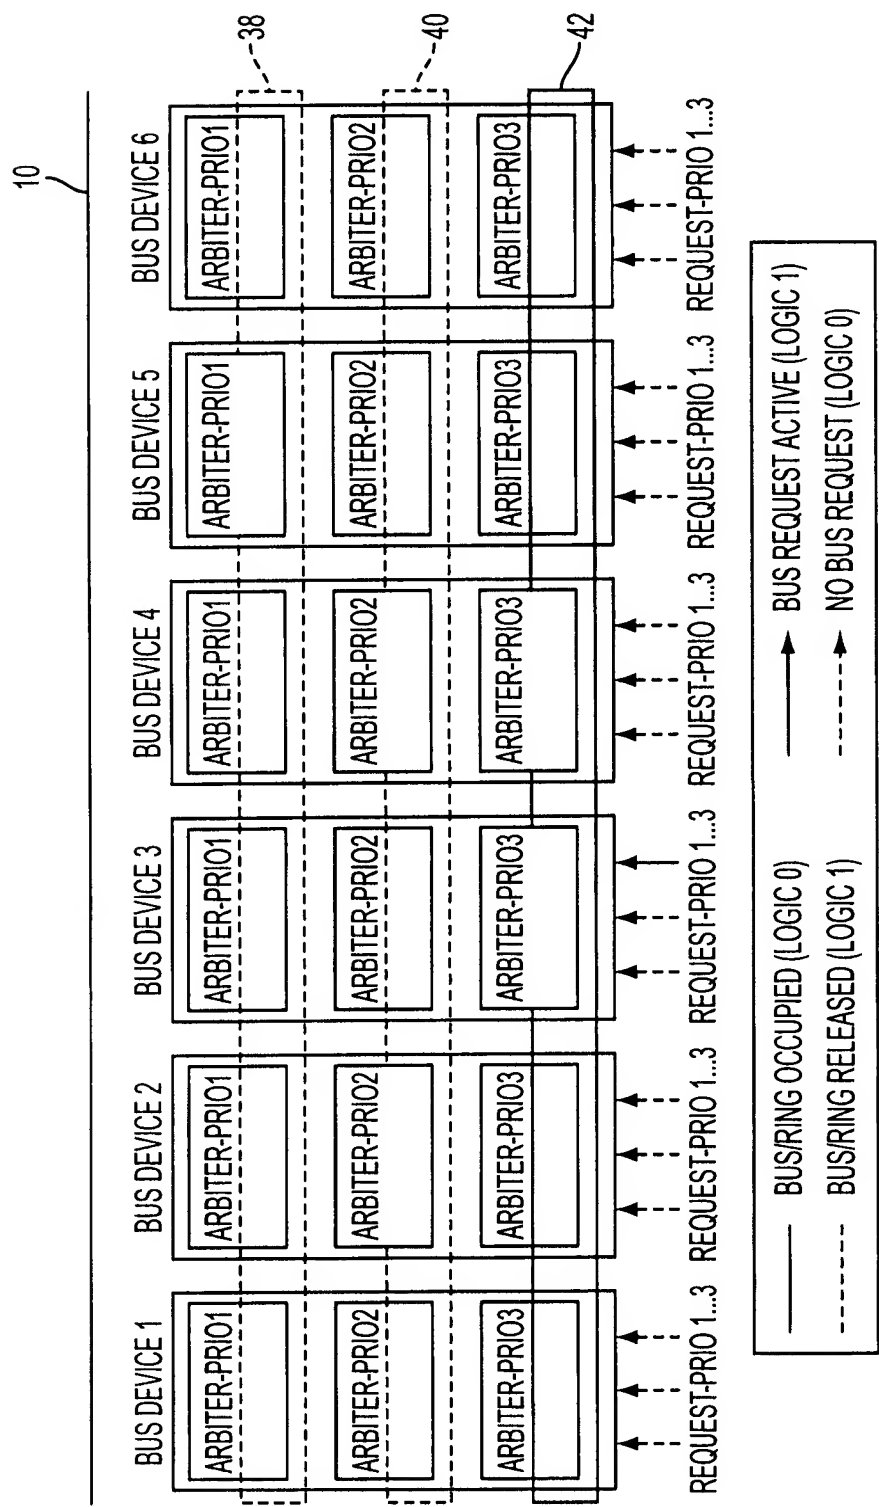 10
BUS DEVICE 1
BUS DEVICE 2
BUS DEVICE 3
BUS DEVICE 4
BUS DEVICE 5
BUS DEVICE 6
ARBITER-PRIO1
ARBITER-PRIO1
ARBITER-PRIO1
ARBITER-PRIO1
ARBITER-PRIO1
ARBITER-PRIO1
38
ARBITER-PRIO2
ARBITER-PRIO2
ARBITER-PRIO2
ARBITER-PRIO2
ARBITER-PRIO2
ARBITER-PRIO2
40
ARBITER-PRIO3
ARBITER-PRIO3
ARBITER-PRIO3
ARBITER-PRIO3
ARBITER-PRIO3
ARBITER-PRIO3
42
REQUEST-PRIO 1...3
REQUEST-PRIO 1...3
REQUEST-PRIO 1...3
REQUEST-PRIO 1...3
REQUEST-PRIO 1...3
REQUEST-PRIO 1...3
BUS/RING OCCUPIED (LOGIC 0)
BUS/RING RELEASED (LOGIC 1)
BUS REQUEST ACTIVE (LOGIC 1)
NO BUS REQUEST (LOGIC 0)